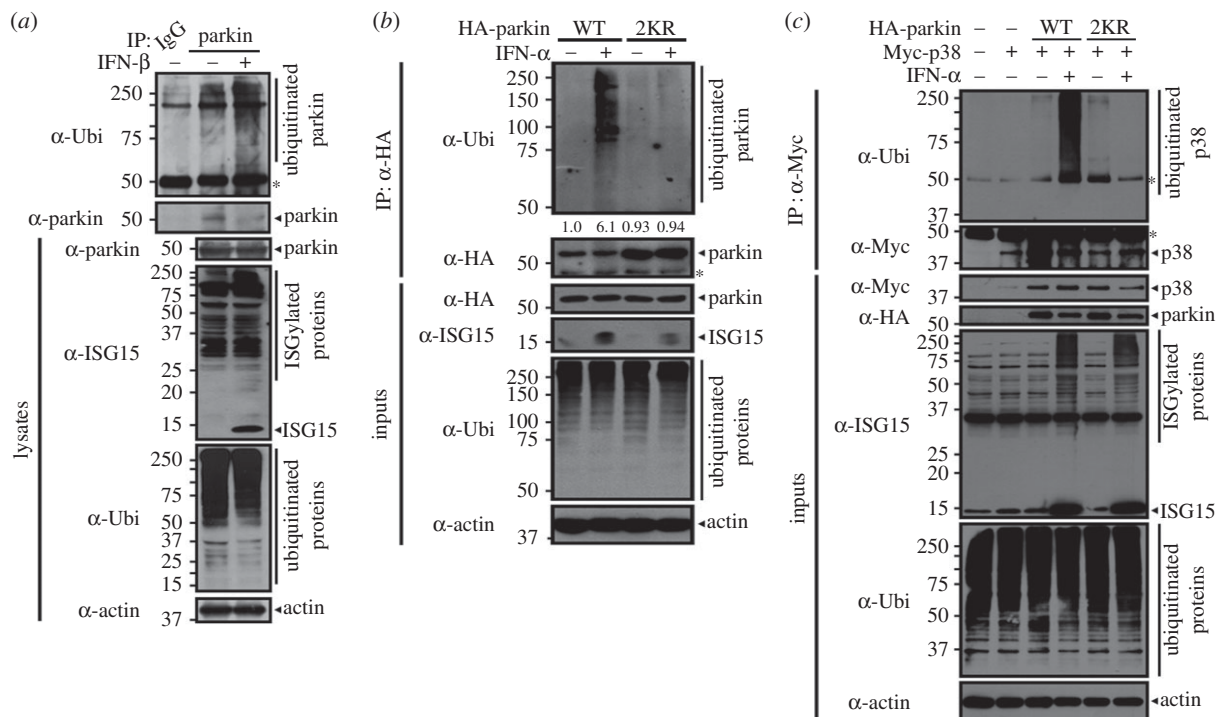 (a)
IP: IgG parkin
IFN-β – +
250
75
50
α-Ubi
ubiquitinated parkin
*
α-parkin 50 parkin
α-parkin 50 parkin
lysates
250
75
50
37
25
20
15
α-ISG15
ISGylated proteins
ISG15
250
75
50
37
25
15
α-Ubi
ubiquitinated proteins
α-actin 37 actin
(b)
HA-parkin WT 2KR
IFN-α – + – +
IP: α-HA
250
150
100
75
50
α-Ubi
ubiquitinated parkin
1.0 6.1 0.93 0.94
α-HA 50 parkin
*
inputs
α-HA 50 parkin
α-ISG15 15 ISG15
250
150
100
75
50
α-Ubi
ubiquitinated proteins
α-actin 37 actin
(c)
HA-parkin – – WT 2KR
Myc-p38 – + + + + +
IFN-α – – – + – +
IP: α-Myc
250
75
50
37
α-Ubi
ubiquitinated p38
*
α-Myc 50 37 p38
*
inputs
α-Myc 37 p38
α-HA 50 parkin
250
75
50
37
25
20
15
α-ISG15
ISGylated proteins
ISG15
250
75
50
37
α-Ubi
ubiquitinated proteins
α-actin actin